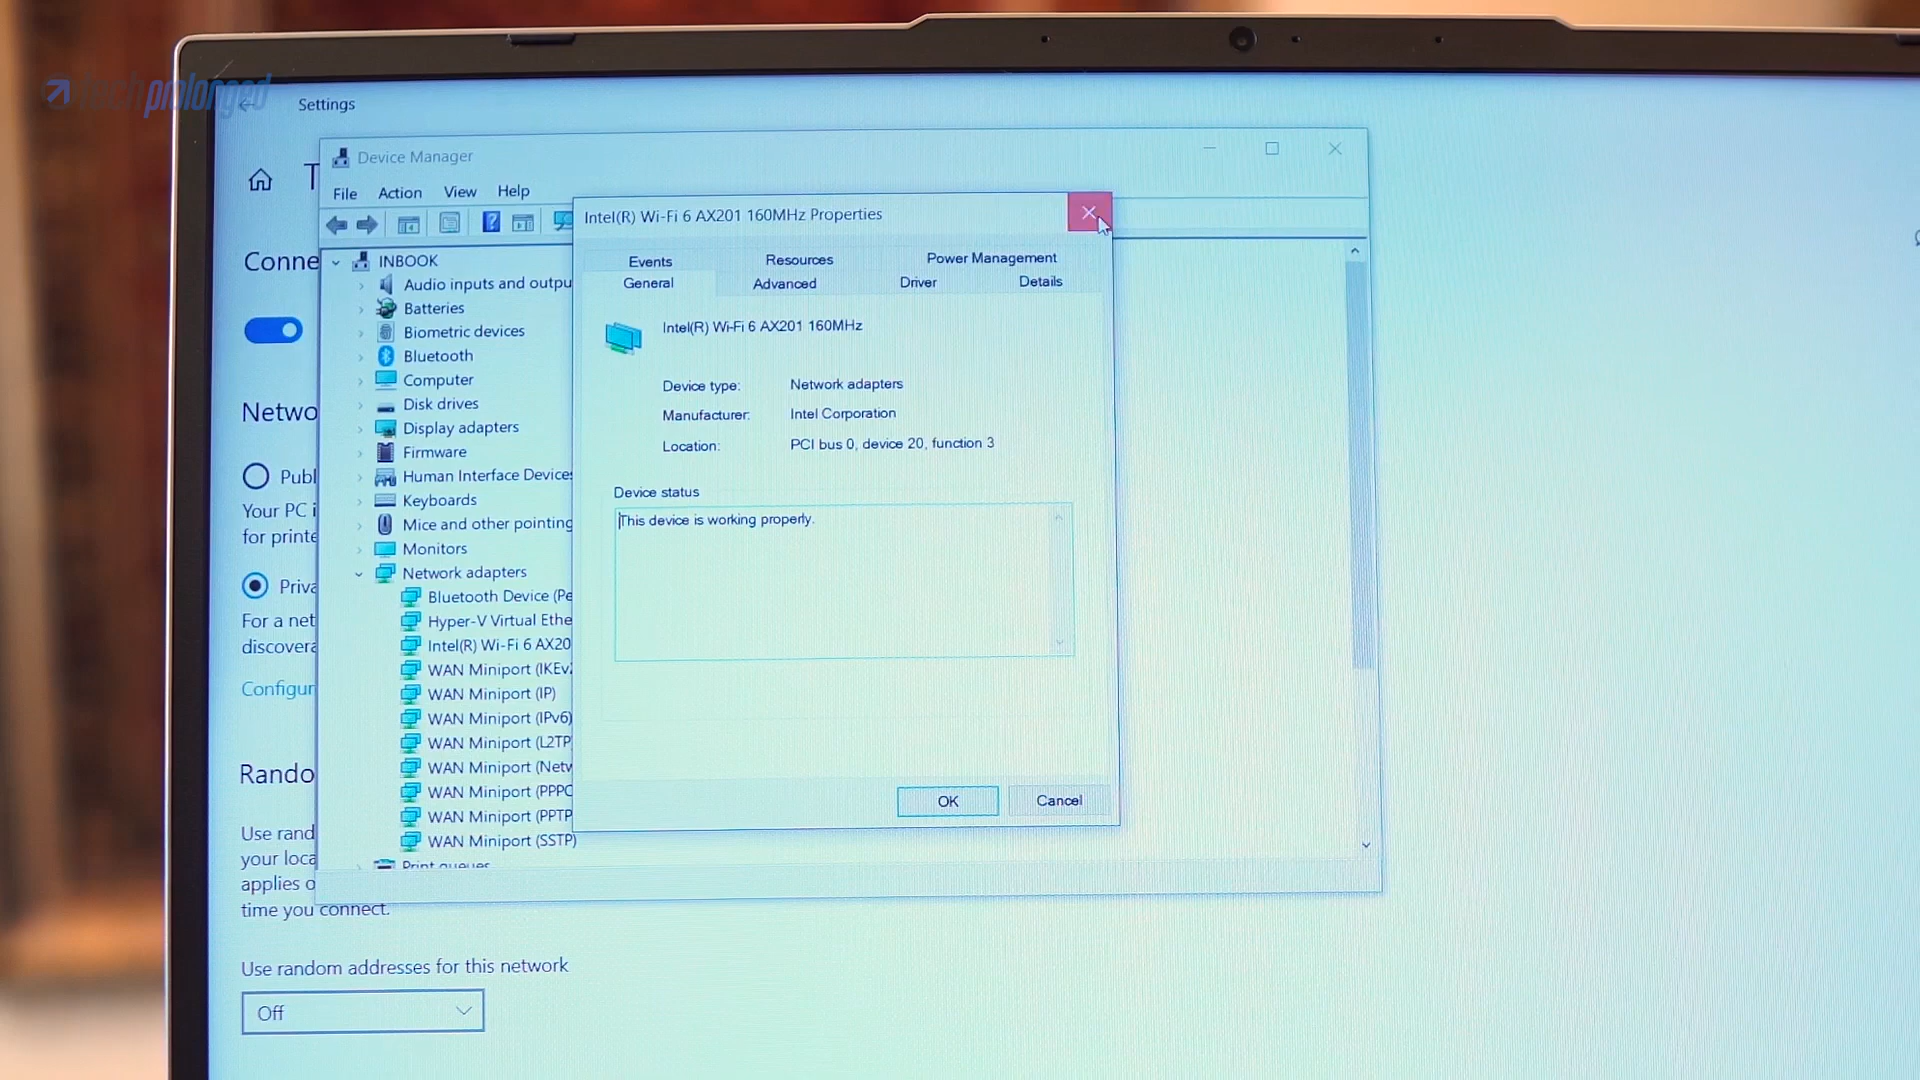 techprolonged
Settings
T
Device Manager
File Action View Help
Intel(R) Wi-Fi 6 AX201 160MHz Properties
Events Resources Power Management
General Advanced Driver Details
Intel(R) Wi-Fi 6 AX201 160MHz
Device type: Network adapters
Manufacturer: Intel Corporation
Location: PCI bus 0, device 20, function 3
Device status
This device is working properly.
OK Cancel
INBOOK
Audio inputs and outpu
Batteries
Biometric devices
Bluetooth
Computer
Disk drives
Display adapters
Firmware
Human Interface Devices
Keyboards
Mice and other pointing
Monitors
Network adapters
Bluetooth Device (Pe
Hyper-V Virtual Ethe
Intel(R) Wi-Fi 6 AX20
WAN Miniport (IKEv2
WAN Miniport (IP)
WAN Miniport (IPv6)
WAN Miniport (L2TP
WAN Miniport (Netw
WAN Miniport (PPPO
WAN Miniport (PPTP
WAN Miniport (SSTP)
Print queues
Conne
Netwo
Publ
Your PC i
for printe
Priva
For a net
discovera
Configur
Rando
Use rand
your loca
applies o
time you connect.
Use random addresses for this network
Off